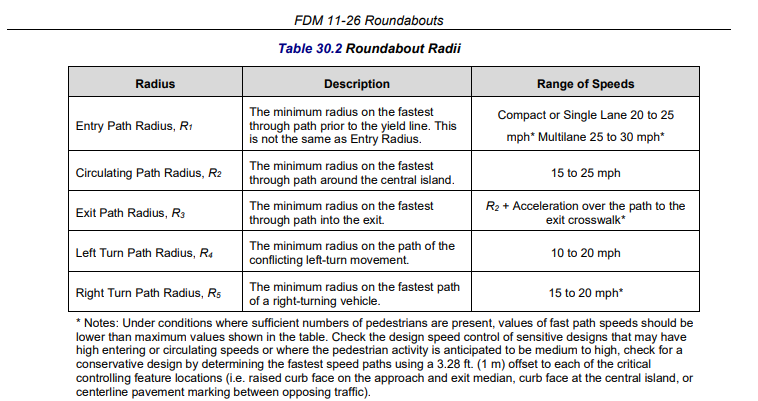 FDM 11-26 Roundabouts
Table 30.2 Roundabout Radii
Radius Description Range of Speeds
Entry Path Radius, R1
The minimum radius on the fastest
through path prior to the yield line. This
is not the same as Entry Radius.
Compact or Single Lane 20 to 25
mph* Multilane 25 to 30 mph*
Circulating Path Radius, R2
The minimum radius on the fastest
through path around the central island.
15 to 25 mph
Exit Path Radius, R3
The minimum radius on the fastest
through path into the exit.
R2 + Acceleration over the path to the
exit crosswalk*
Left Turn Path Radius, R4
The minimum radius on the path of the
conflicting left-turn movement.
10 to 20 mph
Right Turn Path Radius, R5
The minimum radius on the fastest path
of a right-turning vehicle.
15 to 20 mph*
* Notes: Under conditions where sufficient numbers of pedestrians are present, values of fast path speeds should be
lower than maximum values shown in the table. Check the design speed control of sensitive designs that may have
high entering or circulating speeds or where the pedestrian activity is anticipated to be medium to high, check for a
conservative design by determining the fastest speed paths using a 3.28 ft. (1 m) offset to each of the critical
controlling feature locations (i.e. raised curb face on the approach and exit median, curb face at the central island, or
centerline pavement marking between opposing traffic).